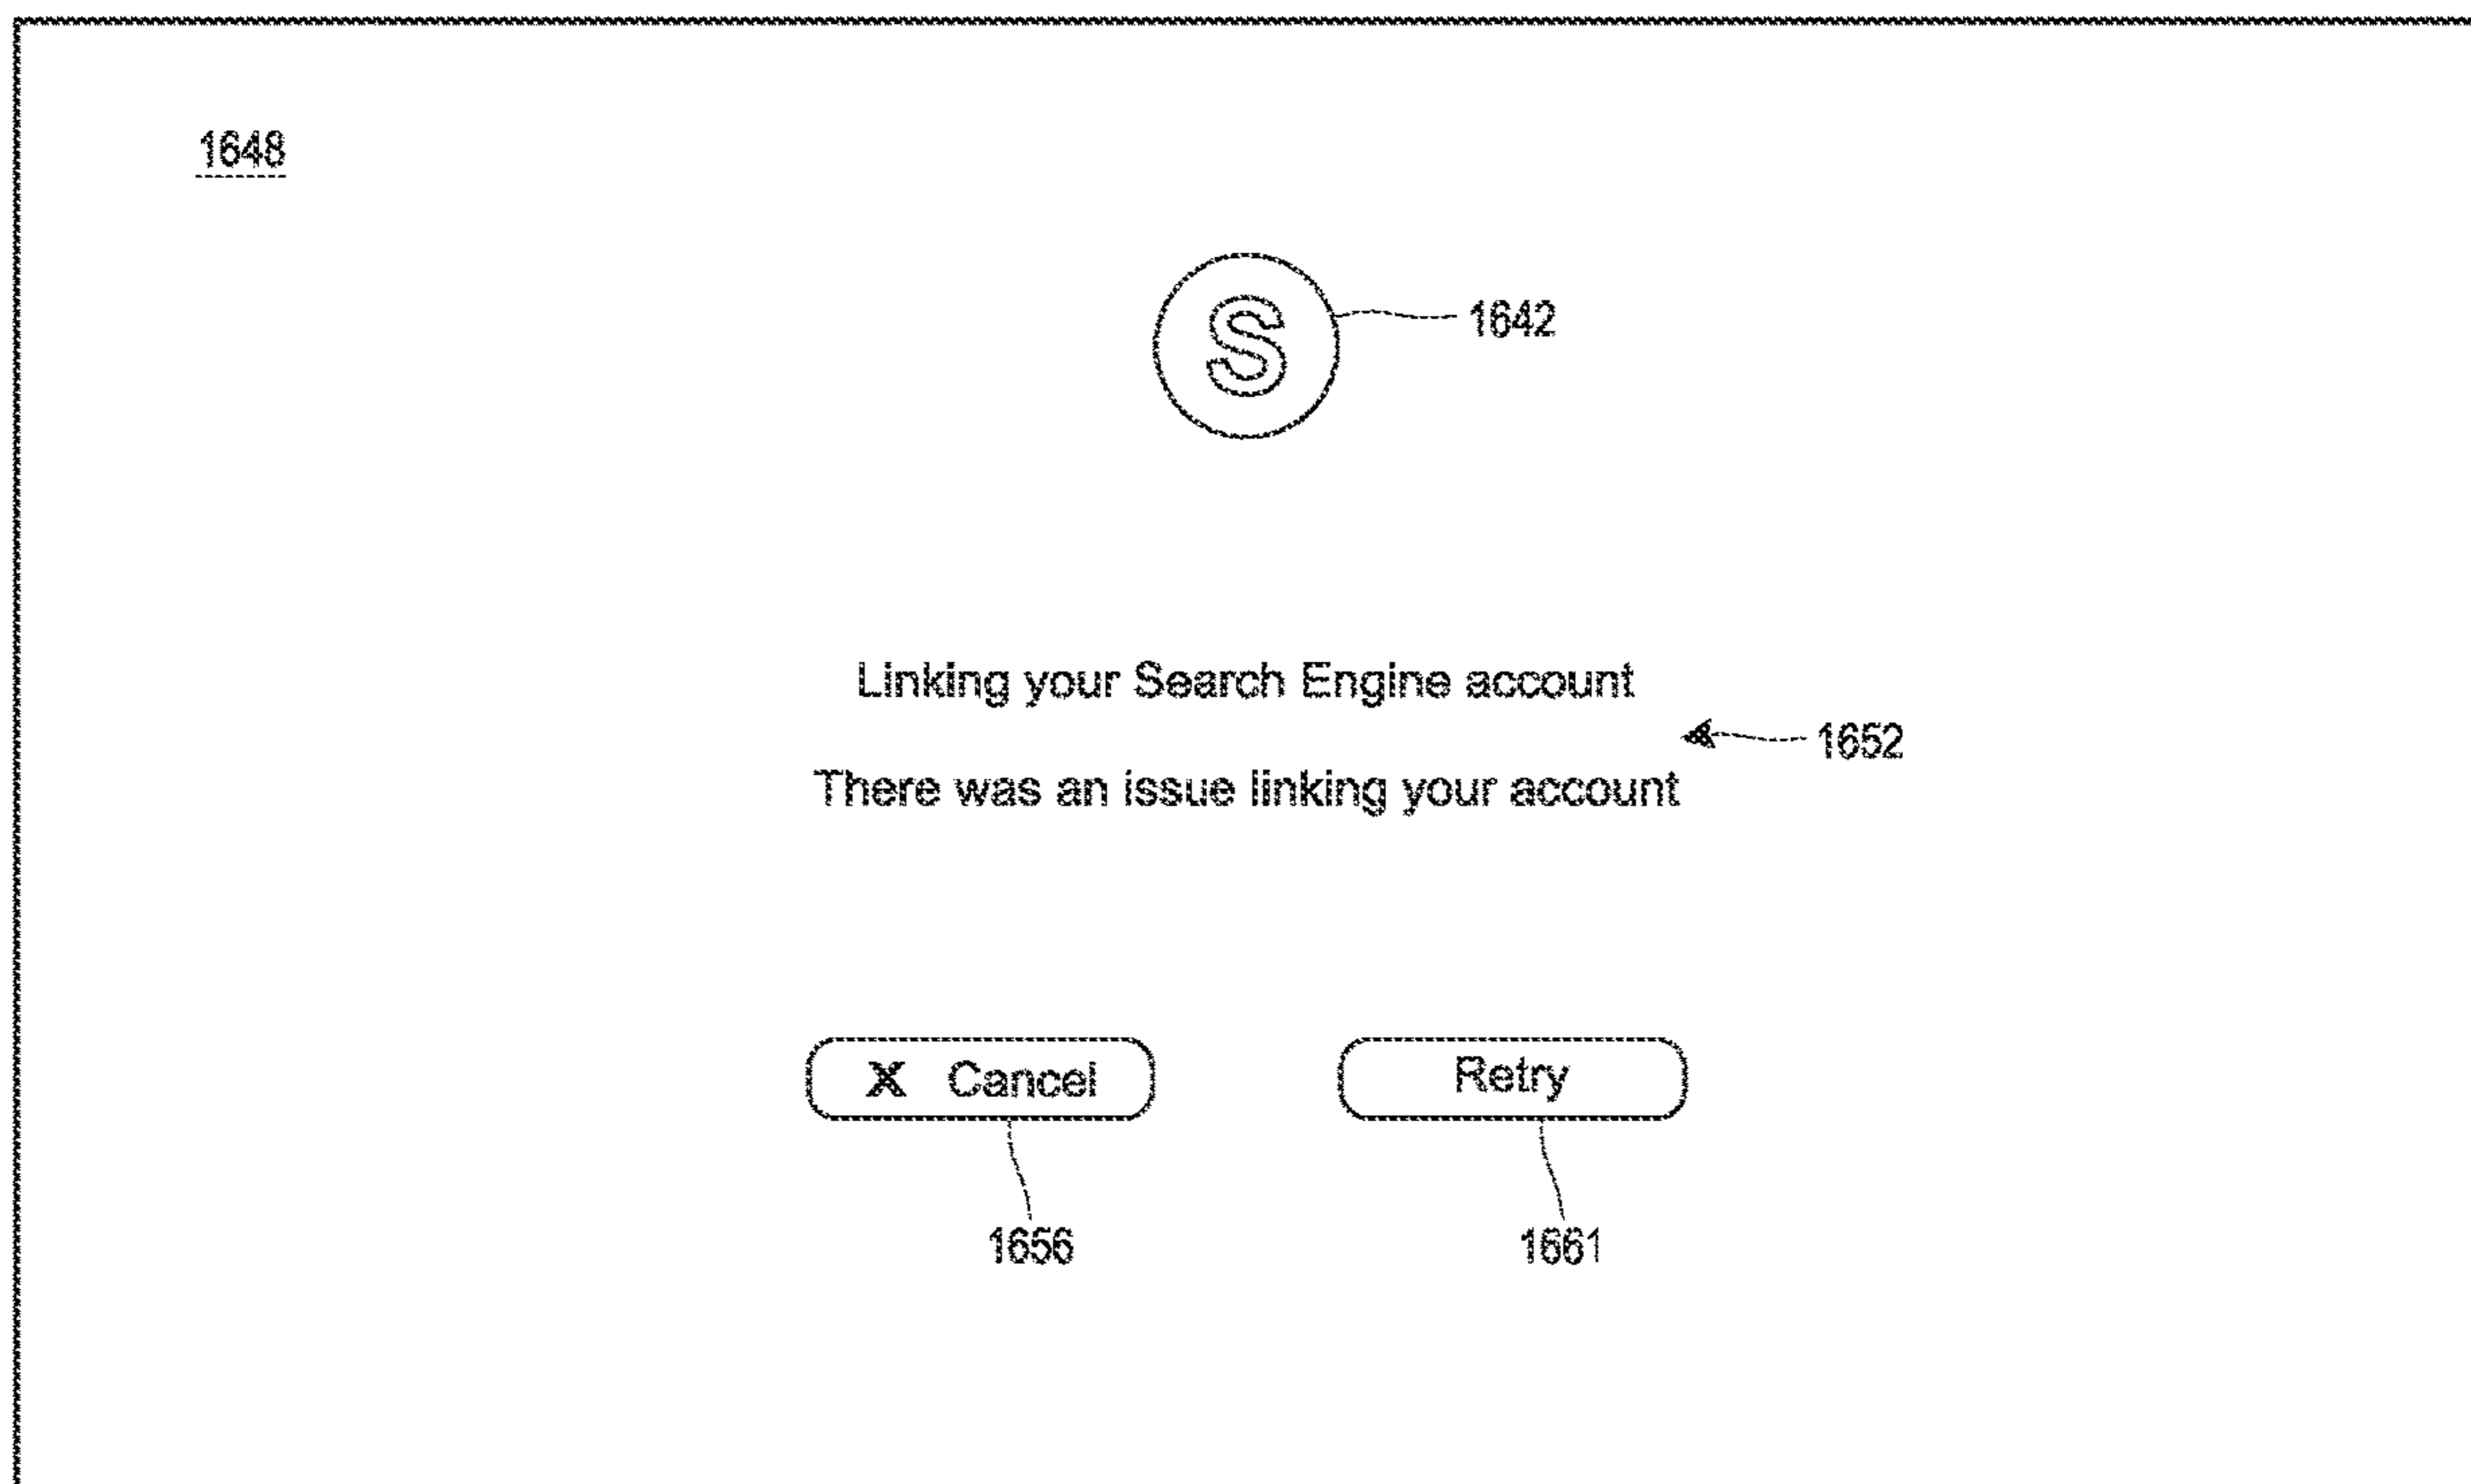 1648
S
1642
Linking your Search Engine account
1652
There was an issue linking your account
X Cancel
Retry
1656
1661